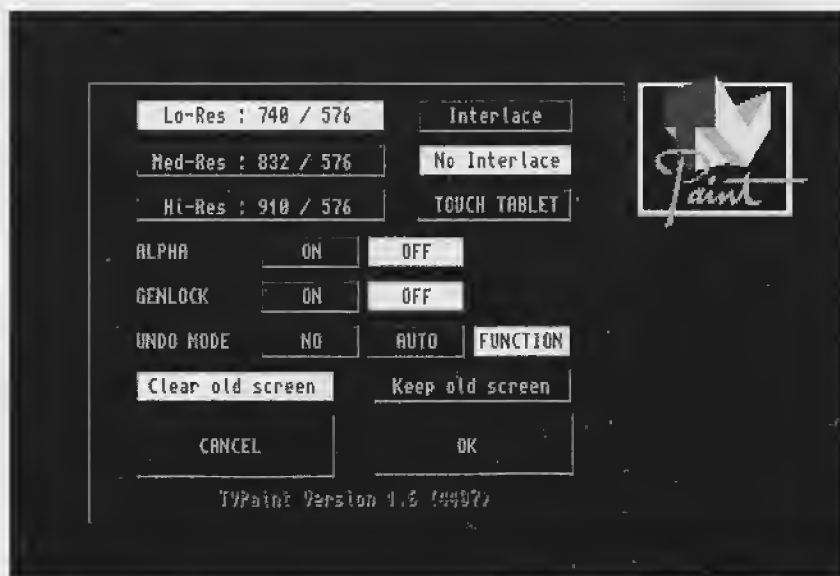 Lo-Res : 740 / 576 Interlace
Med-Res : 832 / 576 No Interlace
Hi-Res : 910 / 576 TOUCH TABLET
ALPHA ON OFF
GENLOCK ON OFF
UNDO MODE NO AUTO FUNCTION
Clear old screen Keep old screen
CANCEL OK
TVPaint Version
Paint